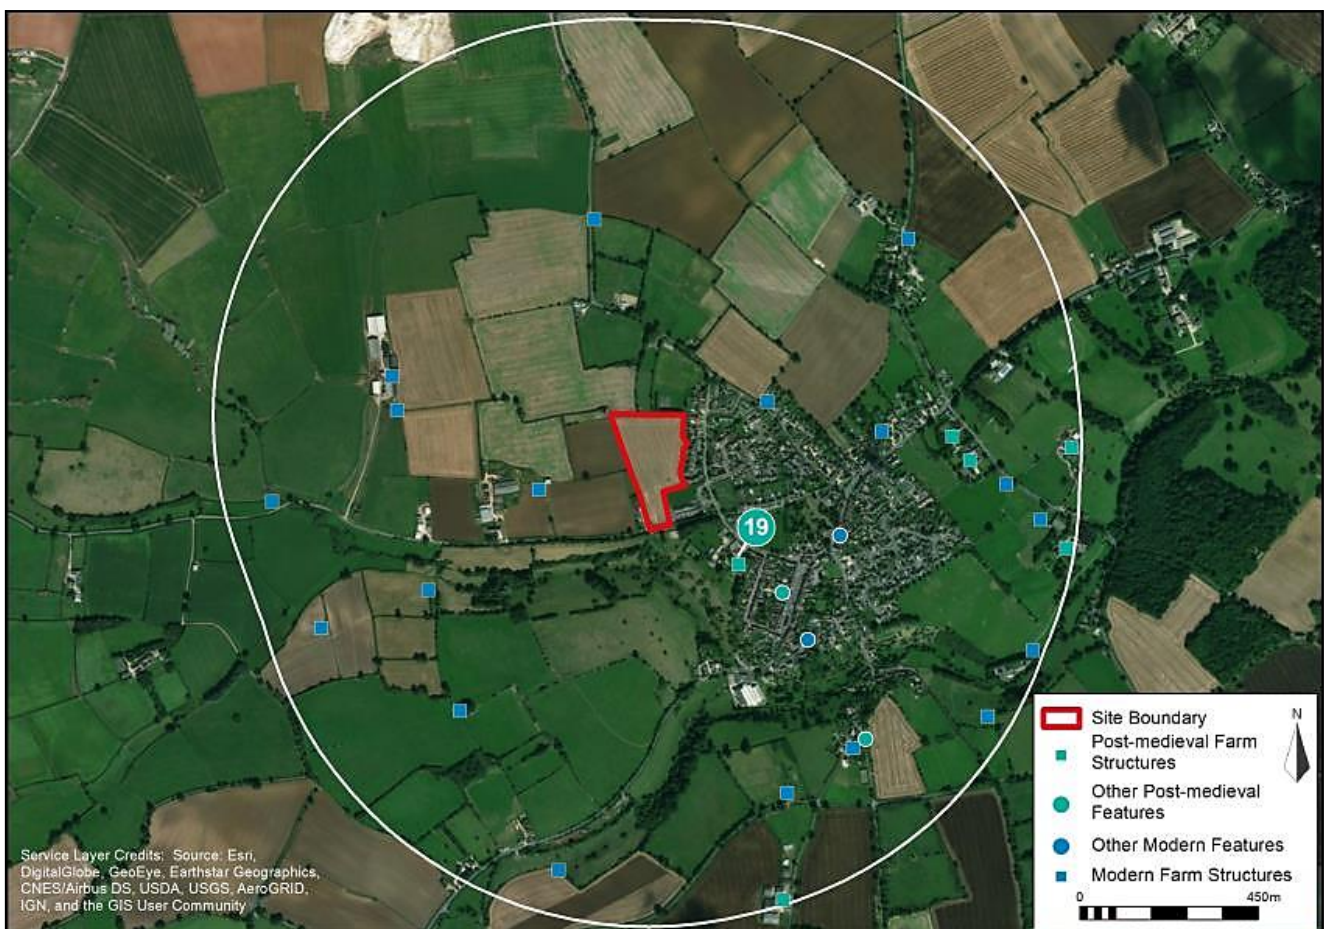 19
Site Boundary
Post-medieval Farm
Structures
Other Post-medieval
Features
Other Modern Features
Modern Farm Structures
N
0 450m
Service Layer Credits: Source: Esri,
DigitalGlobe, GeoEye, Earthstar Geographics,
CNES/Airbus DS, USDA, USGS, AeroGRID,
IGN, and the GIS User Community